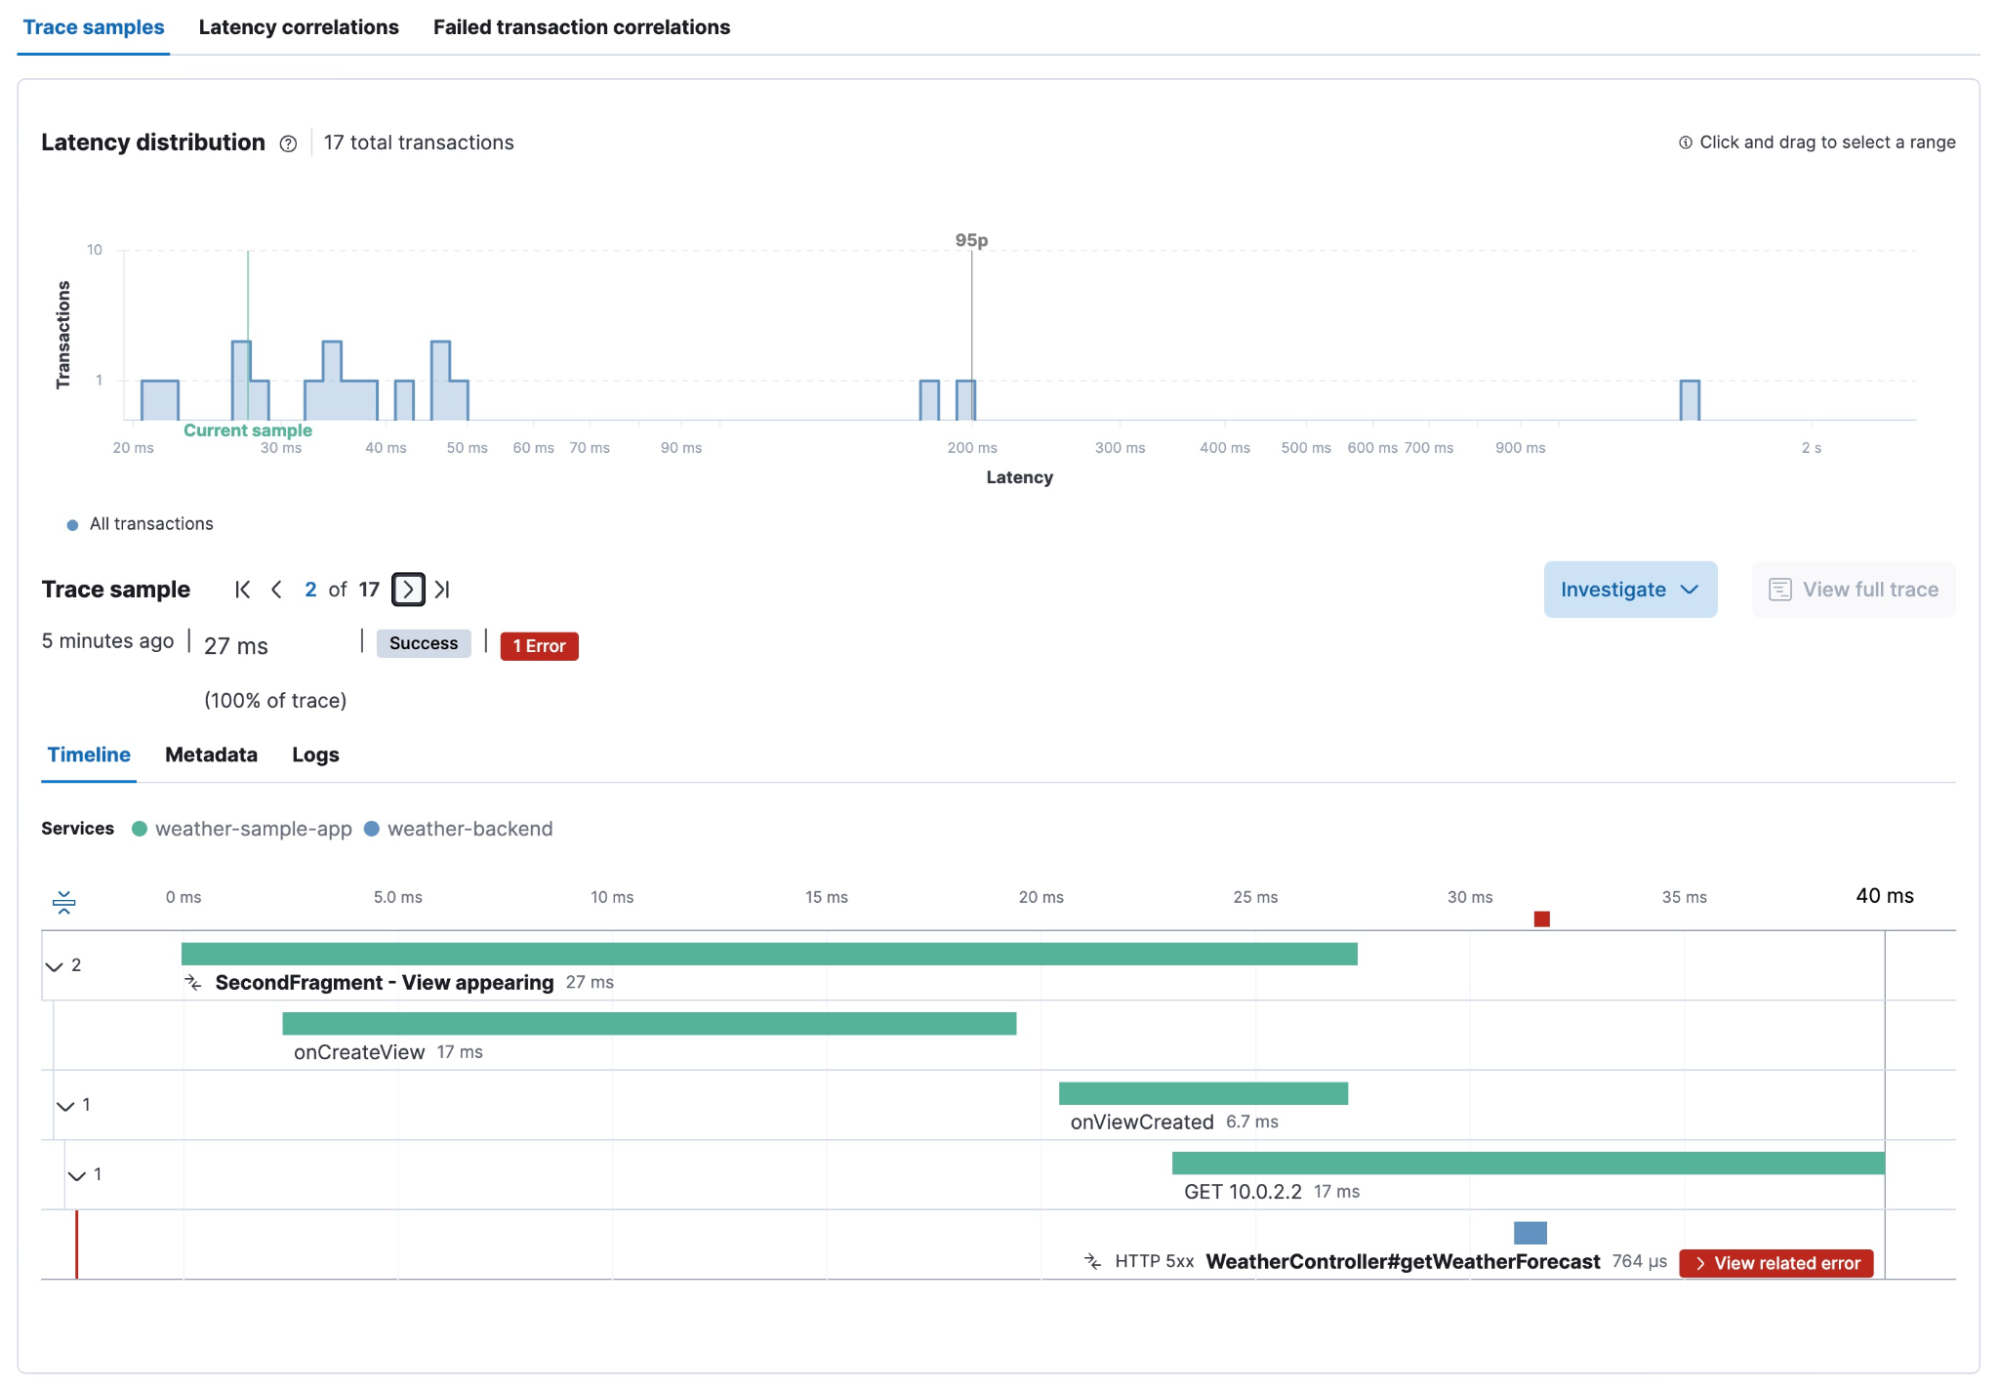 Trace samples Latency correlations Failed transaction correlations
Latency distribution 17 total transactions Click and drag to select a range
95p
10
Transactions
1
Current sample
20 ms 30 ms 40 ms 50 ms 60 ms 70 ms 90 ms 200 ms 300 ms 400 ms 500 ms 600 ms 700 ms 900 ms 2 s
Latency
All transactions
Trace sample 2 of 17 Investigate View full trace
5 minutes ago 27 ms Success 1 Error
(100% of trace)
Timeline Metadata Logs
Services weather-sample-app weather-backend
0 ms 5.0 ms 10 ms 15 ms 20 ms 25 ms 30 ms 35 ms 40 ms
2
SecondFragment - View appearing 27 ms
onCreateView 17 ms
1
onViewCreated 6.7 ms
1
GET 10.0.2.2 17 ms
HTTP 5xx WeatherController#getWeatherForecast 764 μs View related error